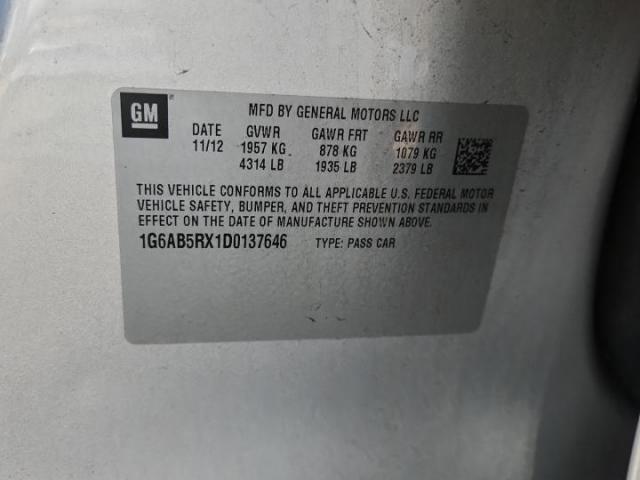 GM
MFD BY GENERAL MOTORS LLC
DATE GVWR GAWR FRT GAWR RR
11/12 1957 KG 878 KG 1079 KG
4314 LB 1935 LB 2379 LB
THIS VEHICLE CONFORMS TO ALL APPLICABLE U.S. FEDERAL MOTOR
VEHICLE SAFETY, BUMPER, AND THEFT PREVENTION STANDARDS IN
EFFECT ON THE DATE OF MANUFACTURE SHOWN ABOVE.
1G6AB5RX1D0137646 TYPE: PASS CAR